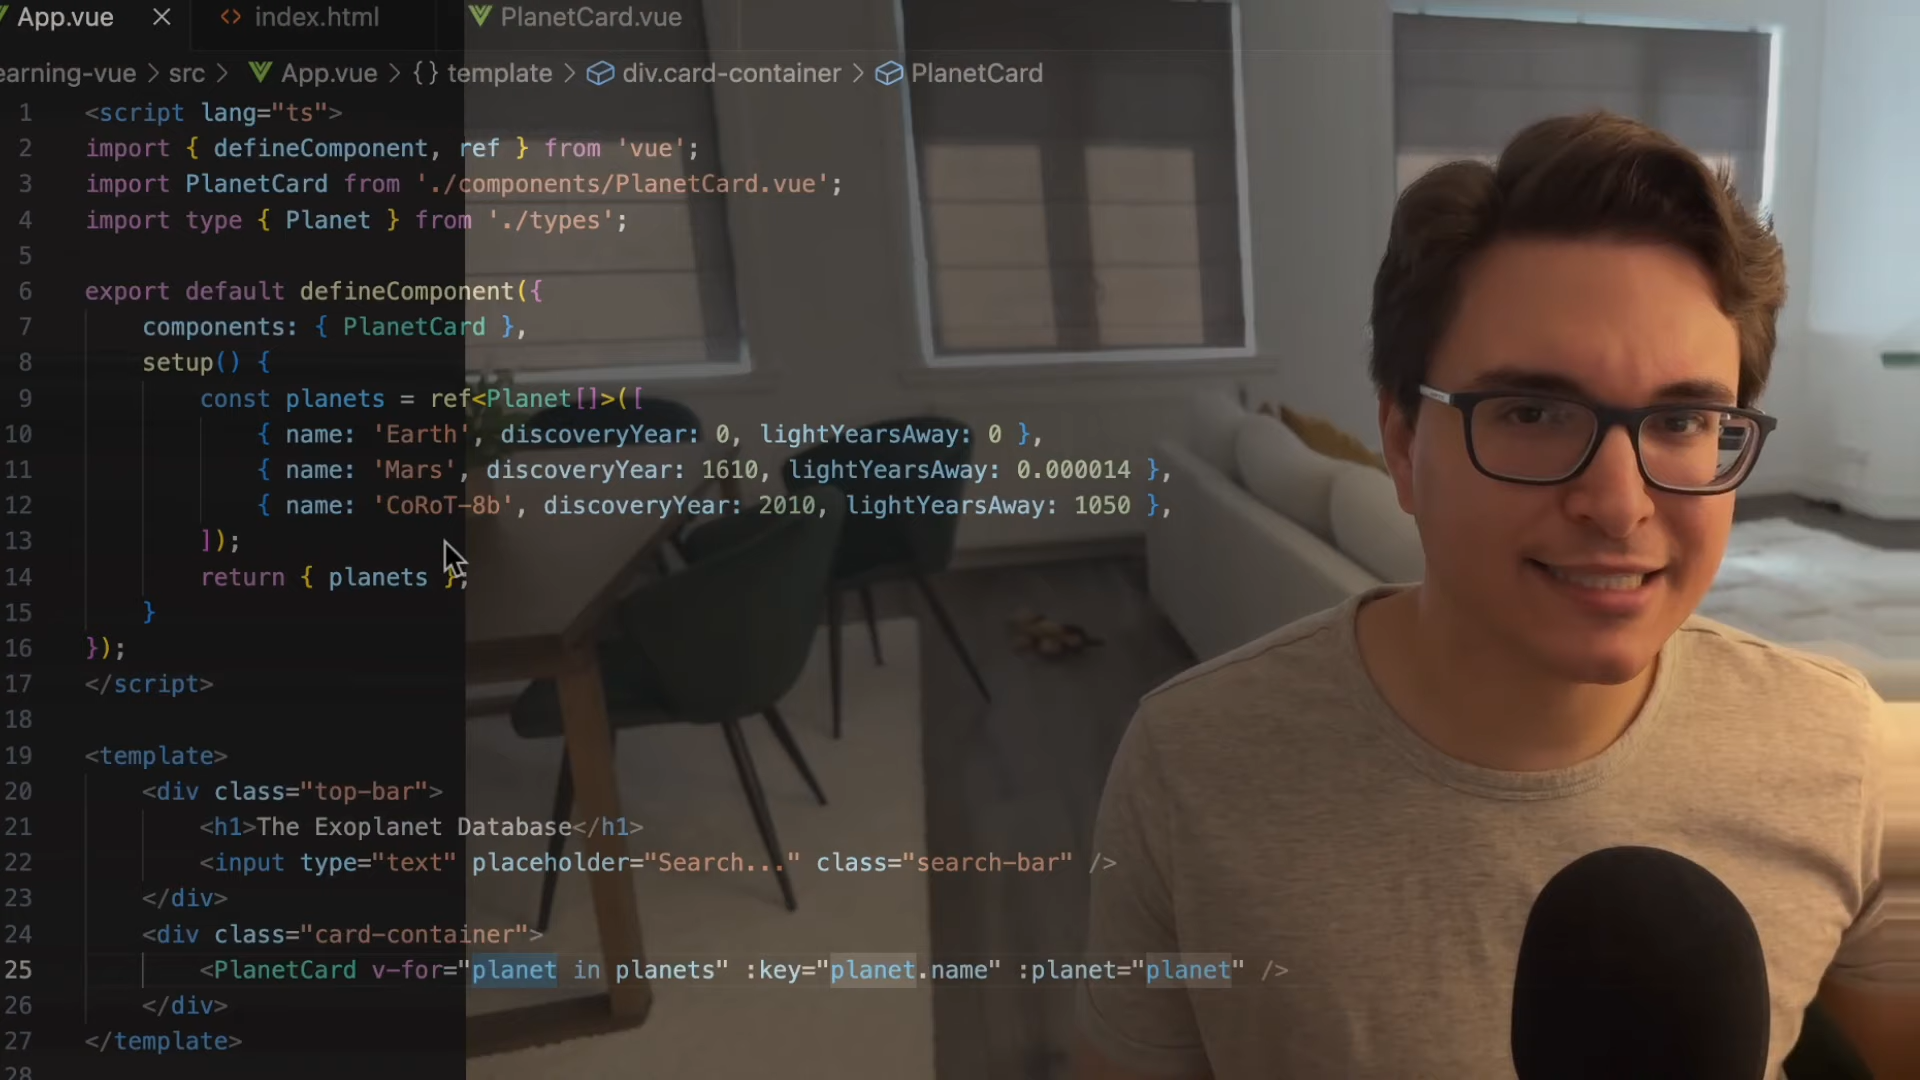 App.vue index.html PlanetCard.vue
earning-vue > src > App.vue > {} template > div.card-container > PlanetCard
1 <script lang="ts">
2 import { defineComponent, ref } from 'vue';
3 import PlanetCard from './components/PlanetCard.vue';
4 import type { Planet } from './types';
5
6 export default defineComponent({
7 components: { PlanetCard },
8 setup() {
9 const planets = ref<Planet[]>([
10 { name: 'Earth', discoveryYear: 0, lightYearsAway: 0 },
11 { name: 'Mars', discoveryYear: 1610, lightYearsAway: 0.000014 },
12 { name: 'CoRoT-8b', discoveryYear: 2010, lightYearsAway: 1050 },
13 ]);
14 return { planets };
15 }
16 });
17 </script>
18
19 <template>
20 <div class="top-bar">
21 <h1>The Exoplanet Database</h1>
22 <input type="text" placeholder="Search..." class="search-bar" />
23 </div>
24 <div class="card-container">
25 <PlanetCard v-for="planet in planets" :key="planet.name" :planet="planet" />
26 </div>
27 </template>
28